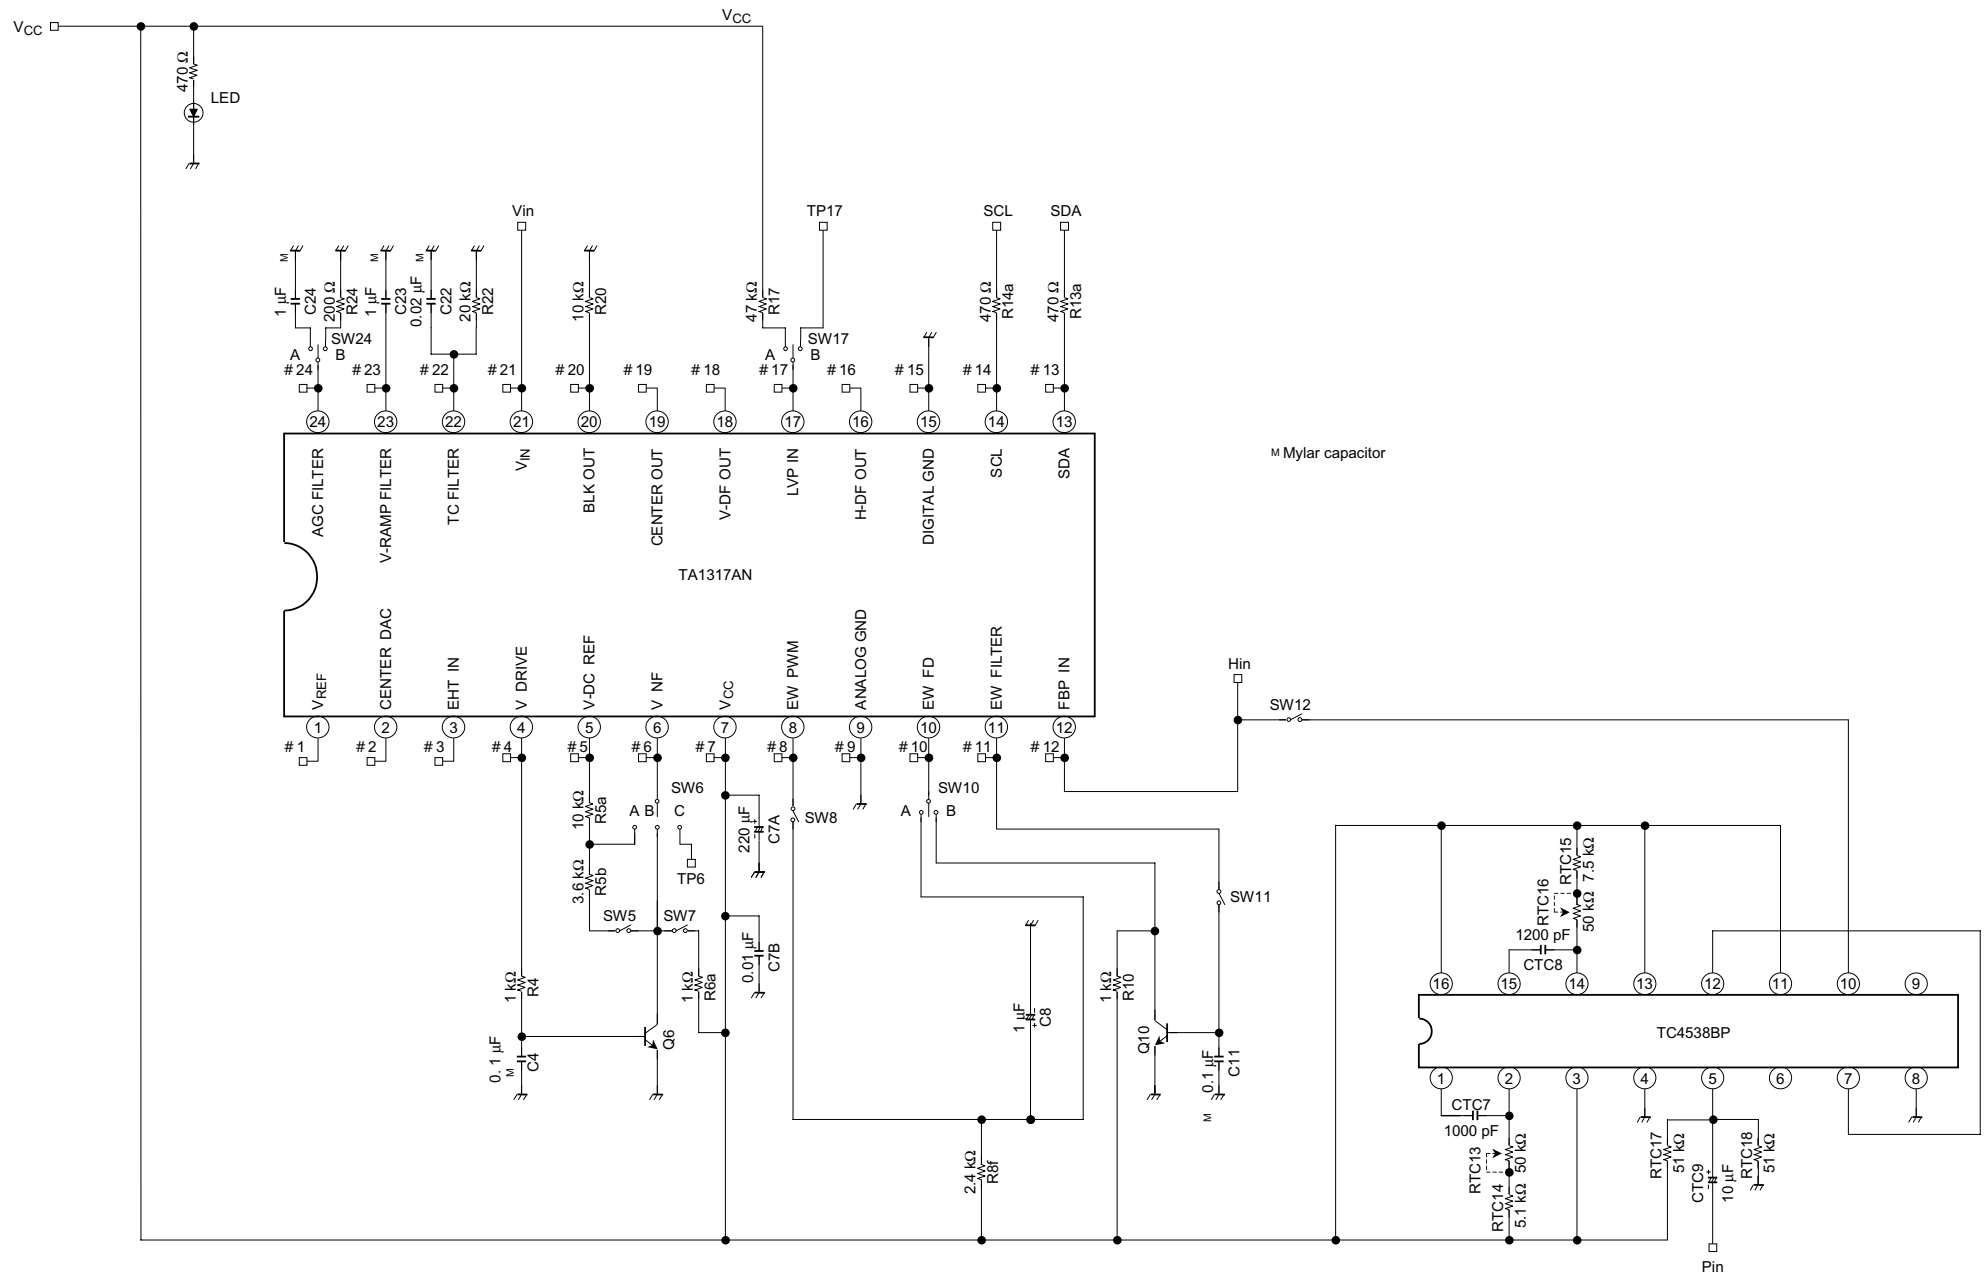 VCC
VCC
470 Ω
LED
Vin
TP17
SCL
SDA
M
1 µF
C24
200 Ω
R24
M
1 µF
C23
M
0.02 µF
C22
20 kΩ
R22
10 kΩ
R20
47 kΩ
R17
470 Ω
R14a
470 Ω
R13a
SW24
A
B
SW17
A
B
#24
#23
#22
#21
#20
#19
#18
#17
#16
#15
#14
#13
24
23
22
21
20
19
18
17
16
15
14
13
AGC FILTER
V-RAMP FILTER
TC FILTER
VIN
BLK OUT
CENTER OUT
V-DF OUT
LVP IN
H-DF OUT
DIGITAL GND
SCL
SDA
M Mylar capacitor
TA1317AN
VREF
CENTER DAC
EHT IN
V DRIVE
V-DC REF
V NF
VCC
EW PWM
ANALOG GND
EW FD
EW FILTER
FBP IN
1
2
3
4
5
6
7
8
9
10
11
12
#1
#2
#3
#4
#5
#6
#7
#8
#9
#10
#11
#12
Hin
SW12
10 kΩ
R5a
SW6
A
B
C
TP6
3.6 kΩ
R5b
SW5
SW7
220 µF
C7A
+
SW8
SW10
A
B
SW11
0.01 µF
C7B
1 kΩ
R4
1 kΩ
R6a
1 µF
C8
+
1 kΩ
R10
Q6
Q10
0. 1 µF
M
C4
0.1 µF
M
C11
2.4 kΩ
R8f
RTC15
7.5 kΩ
RTC16
50 kΩ
1200 pF
CTC8
16
15
14
13
12
11
10
9
TC4538BP
1
2
3
4
5
6
7
8
CTC7
1000 pF
RTC13
50 kΩ
RTC14
5.1 kΩ
RTC17
51 kΩ
CTC9
+
10 µF
RTC18
51 kΩ
Pin